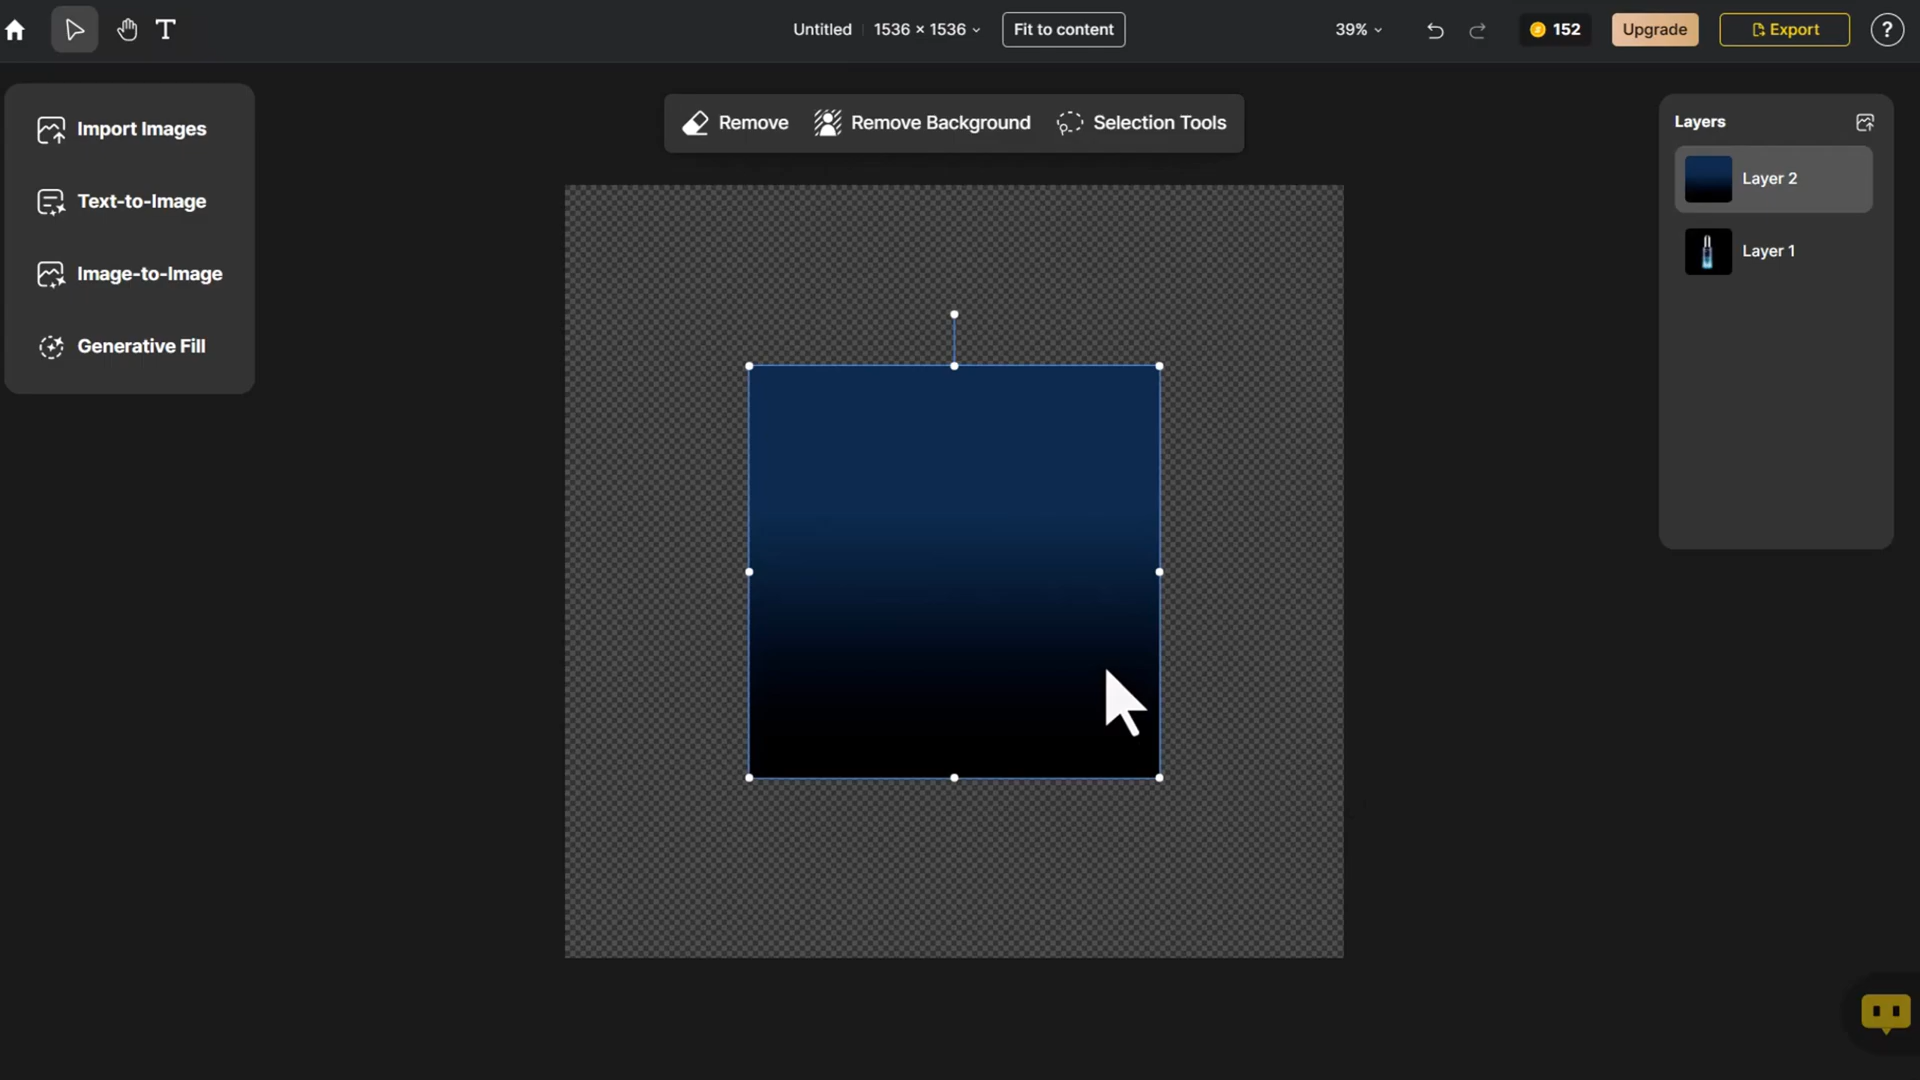 Untitled 1536 × 1536 Fit to content 39% 152 Upgrade Export ?
Import Images
Text-to-Image
Image-to-Image
Generative Fill
Remove Remove Background Selection Tools
Layers
Layer 2
Layer 1